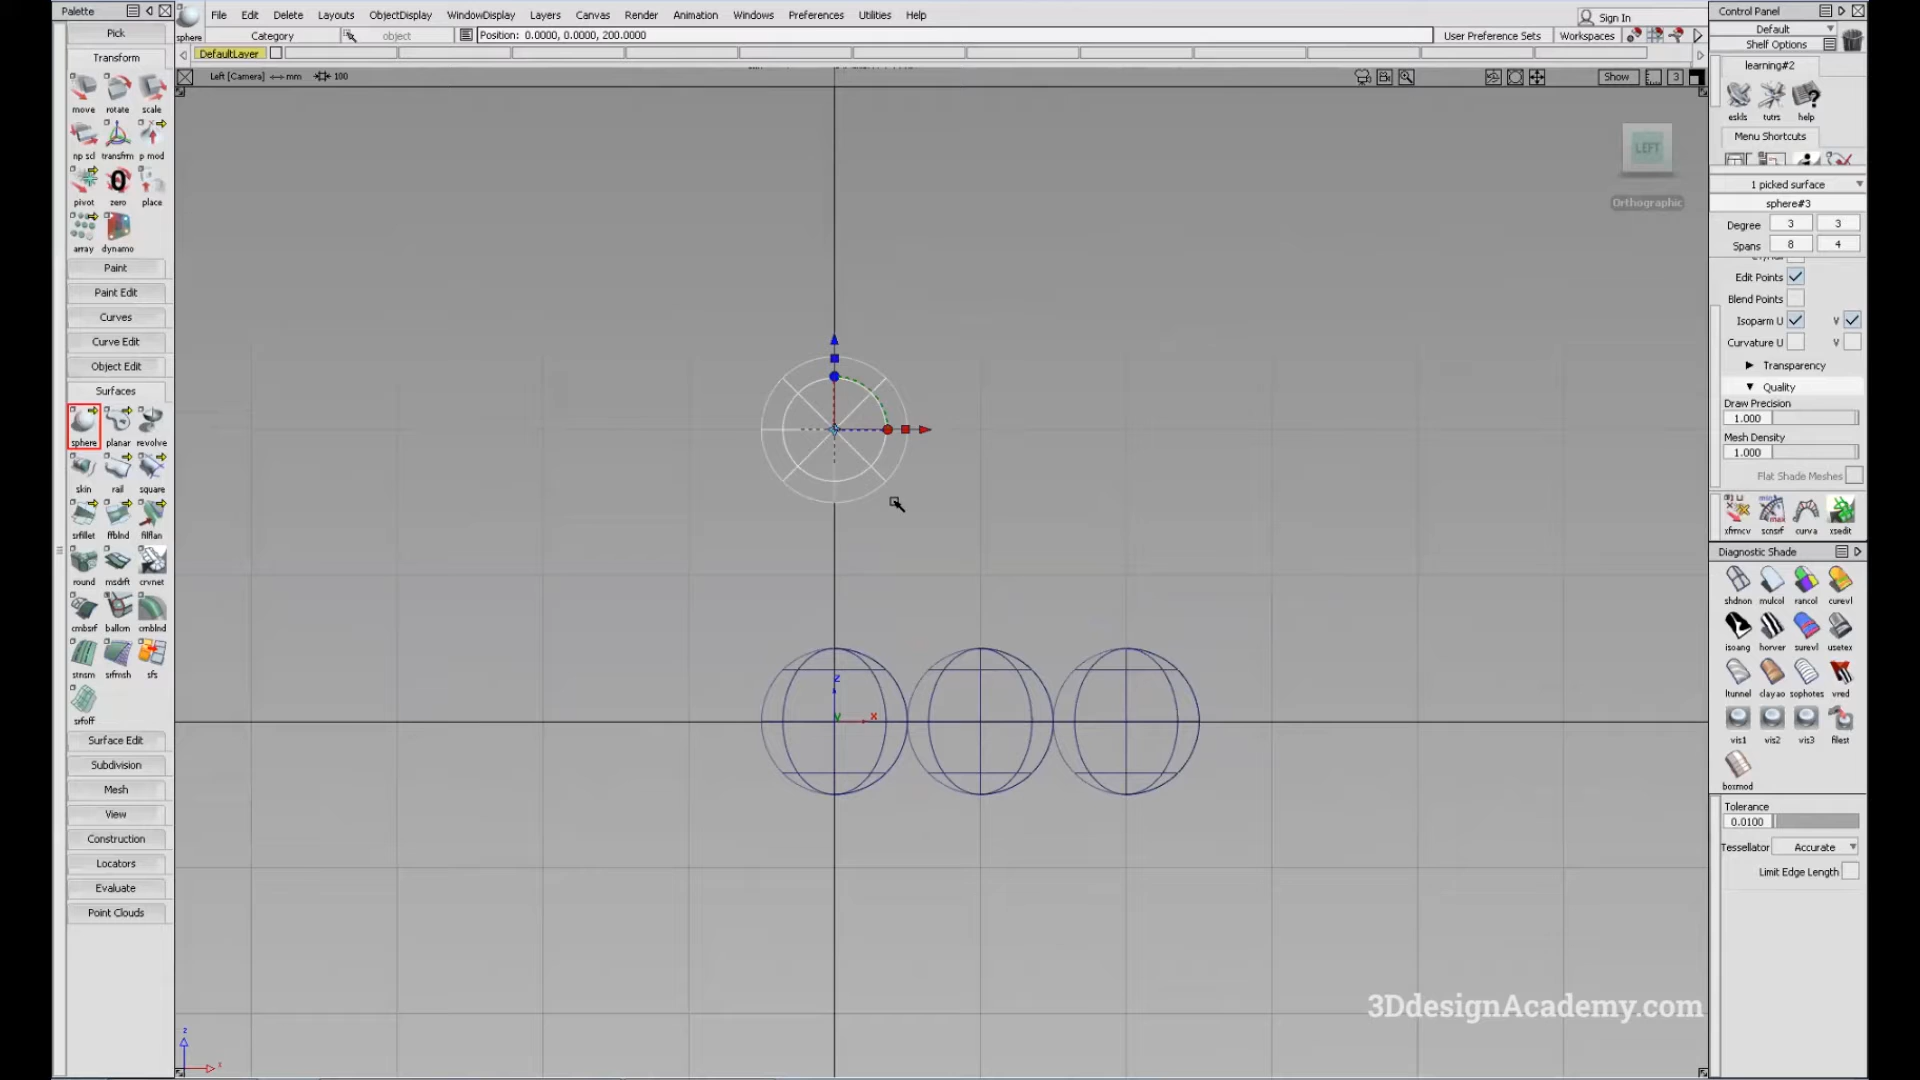 Palette
File Edit Delete Layouts ObjectDisplay WindowDisplay Layers Canvas Render Animation Windows Preferences Utilities Help
Sign In
Control Panel
sphere Category object Position: 0.0000, 0.0000, 200.0000 User Preference Sets Workspaces
Default
Shelf Options
DefaultLayer
Left [Camera] mm 100
Show 3
learning#2
eskls tutrs help
Menu Shortcuts
1 picked surface
sphere#3
Degree 3 3
Spans 8 4
Edit Points
Blend Points
Isoparm U V
Curvature U V
Transparency
Quality
Draw Precision
1.000
Mesh Density
1.000
Flat Shade Meshes
xfrmcv scnsrf curva xsedit
Diagnostic Shade
shdnon mulcol rancol curevl
isoang horver surevl usetex
ltunnel clayao sophotes vred
vis1 vis2 vis3 filest
boxmod
Tolerance
0.0100
Tessellator Accurate
Limit Edge Length
Pick
Transform
move rotate scale
np scl transfrm p mod
pivot zero place
array dynamo
Paint
Paint Edit
Curves
Curve Edit
Object Edit
Surfaces
sphere planar revolve
skin rail square
srfillet ffblnd filflan
round msdrft crvnet
cmbsrf ballcrn cmblnd
stnsrn srfmsh sfs
srfoff
Surface Edit
Subdivision
Mesh
View
Construction
Locators
Evaluate
Point Clouds
LEFT
Orthographic
z
Y x
z
3DdesignAcademy.com